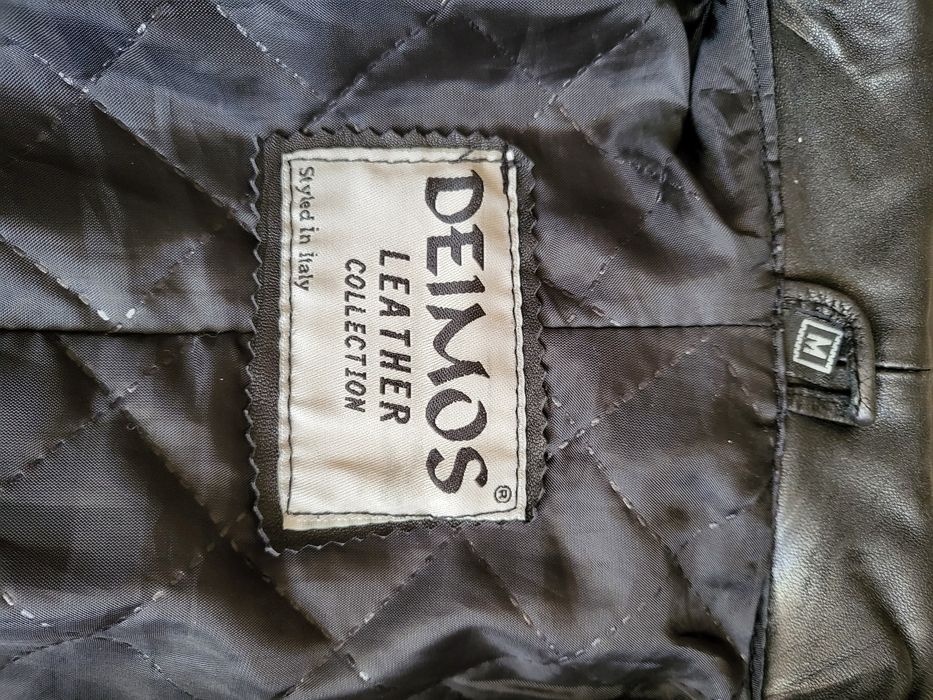 DEIMOS®
LEATHER
COLLECTION
Styled in italy
M